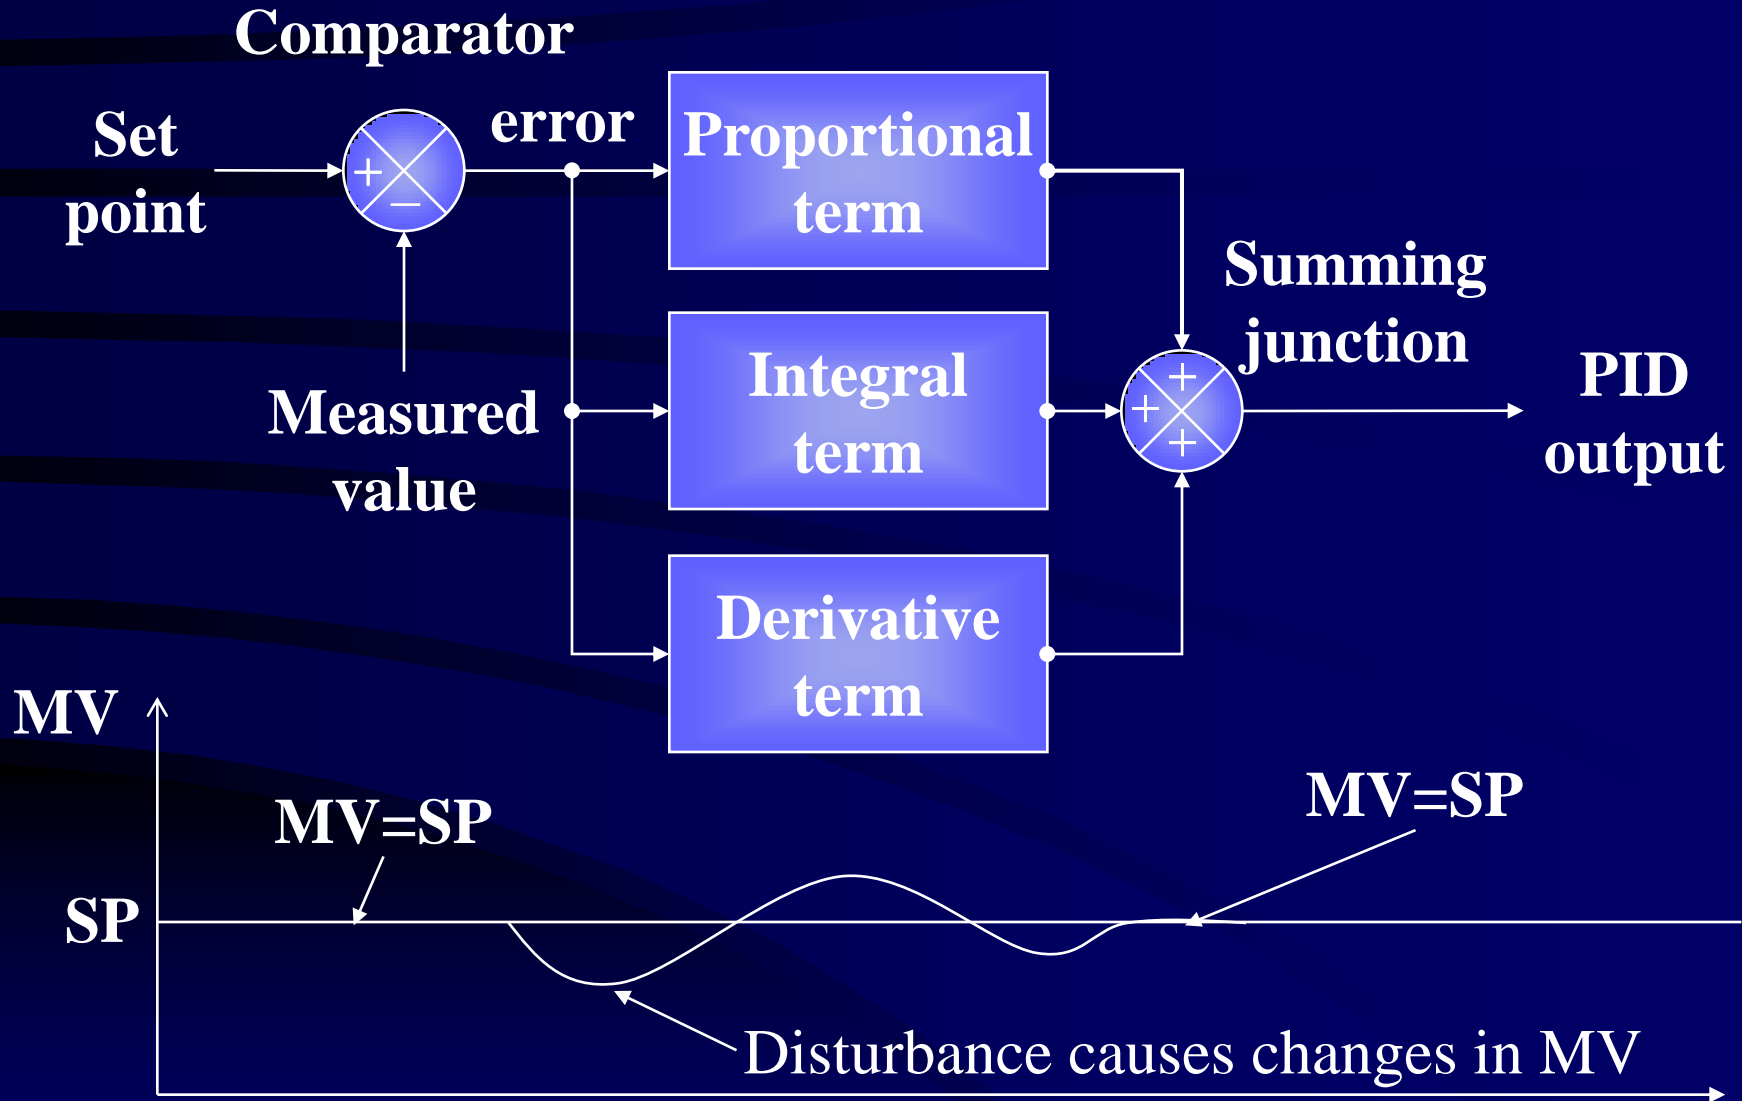 Comparator
Set
point
+
−
error
Proportional
term
Measured
value
Integral
term
Summing
junction
+
+
+
PID
output
Derivative
term
MV
MV=SP
MV=SP
SP
Disturbance causes changes in MV